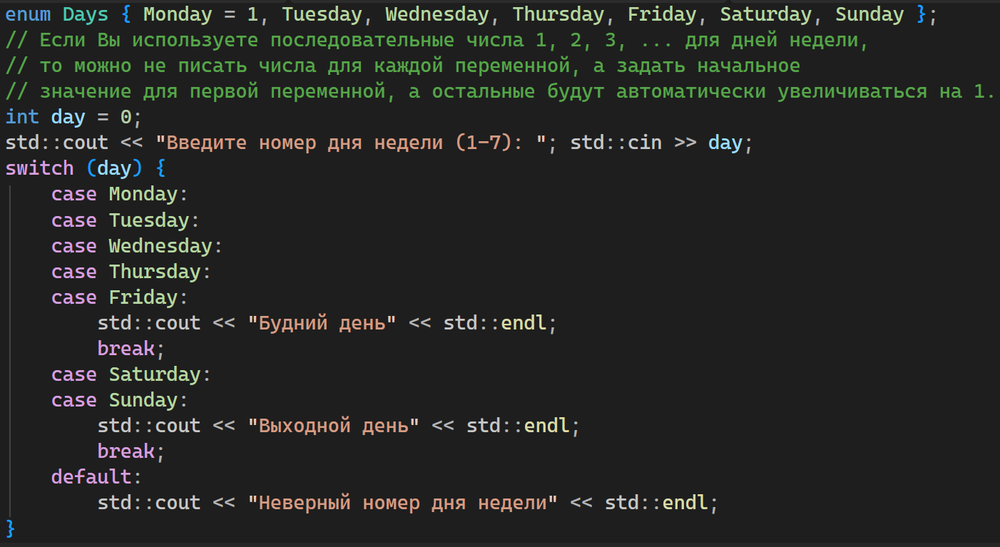 enum Days { Monday = 1, Tuesday, Wednesday, Thursday, Friday, Saturday, Sunday };
// Если Вы используете последовательные числа 1, 2, 3, ... для дней недели,
// то можно не писать числа для каждой переменной, а задать начальное
// значение для первой переменной, а остальные будут автоматически увеличиваться на 1.
int day = 0;
std::cout << "Введите номер дня недели (1-7): "; std::cin >> day;
switch (day) {
    case Monday:
    case Tuesday:
    case Wednesday:
    case Thursday:
    case Friday:
        std::cout << "Будний день" << std::endl;
        break;
    case Saturday:
    case Sunday:
        std::cout << "Выходной день" << std::endl;
        break;
    default:
        std::cout << "Неверный номер дня недели" << std::endl;
}